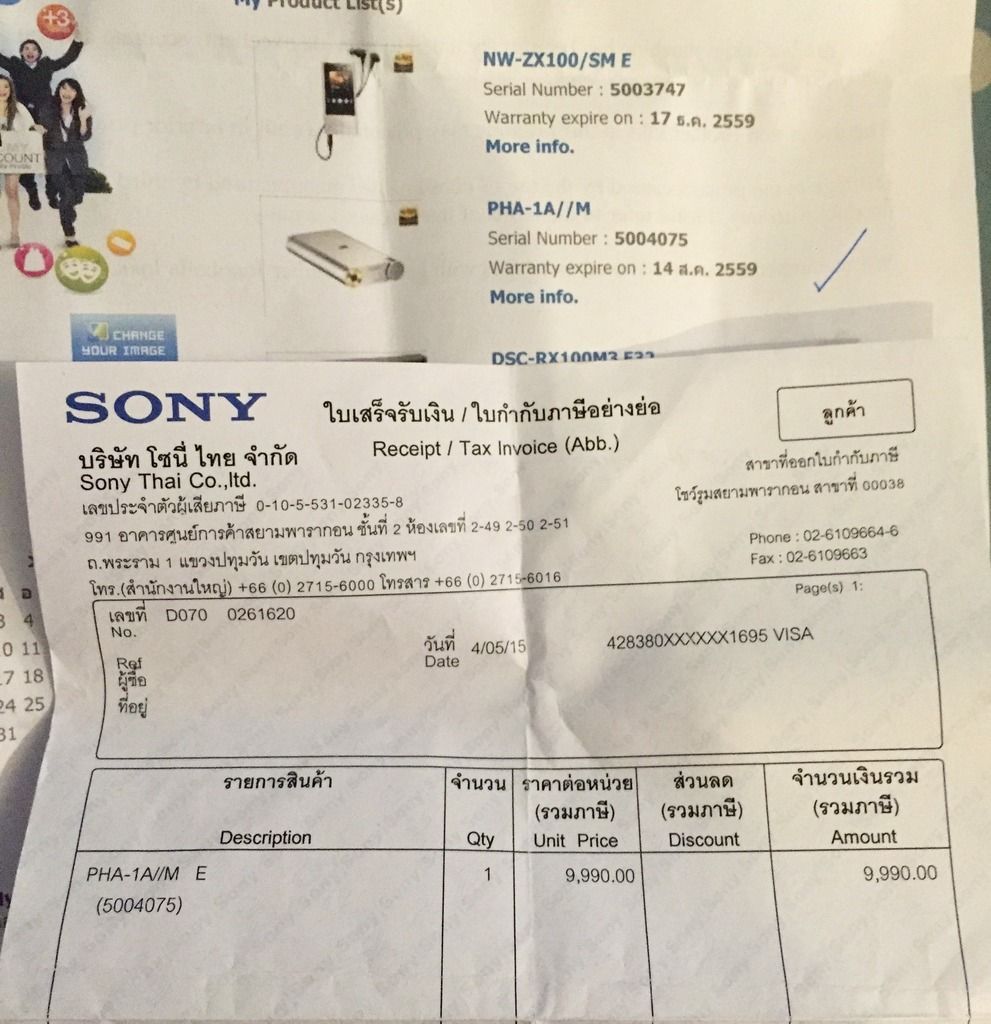 My Product List(s)
+3
NW-ZX100/SM E
Serial Number : 5003747
Warranty expire on : 17 ธ.ค. 2559
More info.
MY
COUNT
PHA-1A//M
Serial Number : 5004075
Warranty expire on : 14 ส.ค. 2559
More info.
CHANGE
YOUR IMAGE
DSC-RX100M3 E32
SONY
ใบเสร็จรับเงิน / ใบกำกับภาษีอย่างย่อ
Receipt / Tax Invoice (Abb.)
ลูกค้า
บริษัท โซนี่ ไทย จำกัด
Sony Thai Co.,ltd.
สาขาที่ออกใบกำกับภาษี
โชว์รูมสยามพารากอน สาขาที่ 00038
เลขประจำตัวผู้เสียภาษี 0-10-5-531-02335-8
991 อาคารศูนย์การค้าสยามพารากอน ชั้นที่ 2 ห้องเลขที่ 2-49 2-50 2-51
ถ.พระราม 1 แขวงปทุมวัน เขตปทุมวัน กรุงเทพฯ
โทร.(สำนักงานใหญ่) +66 (0) 2715-6000 โทรสาร +66 (0) 2715-6016
Phone : 02-6109664-6
Fax : 02-6109663
Page(s) 1:
เลขที่ D070 0261620
No.
วันที่ 4/05/15
Date
428380XXXXXX1695 VISA
Ref
ผู้ซื้อ
ที่อยู่
อ
3 4
10 11
17 18
24 25
31
รายการสินค้า จำนวน ราคาต่อหน่วย ส่วนลด จำนวนเงินรวม
(รวมภาษี) (รวมภาษี) (รวมภาษี)
Description Qty Unit Price Discount Amount
PHA-1A//M E 1 9,990.00 9,990.00
(5004075)